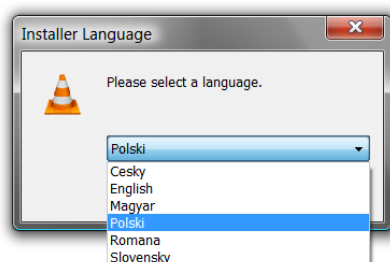 Installer Language
Please select a language.
Polski
Cesky
English
Magyar
Polski
Romana
Slovensky